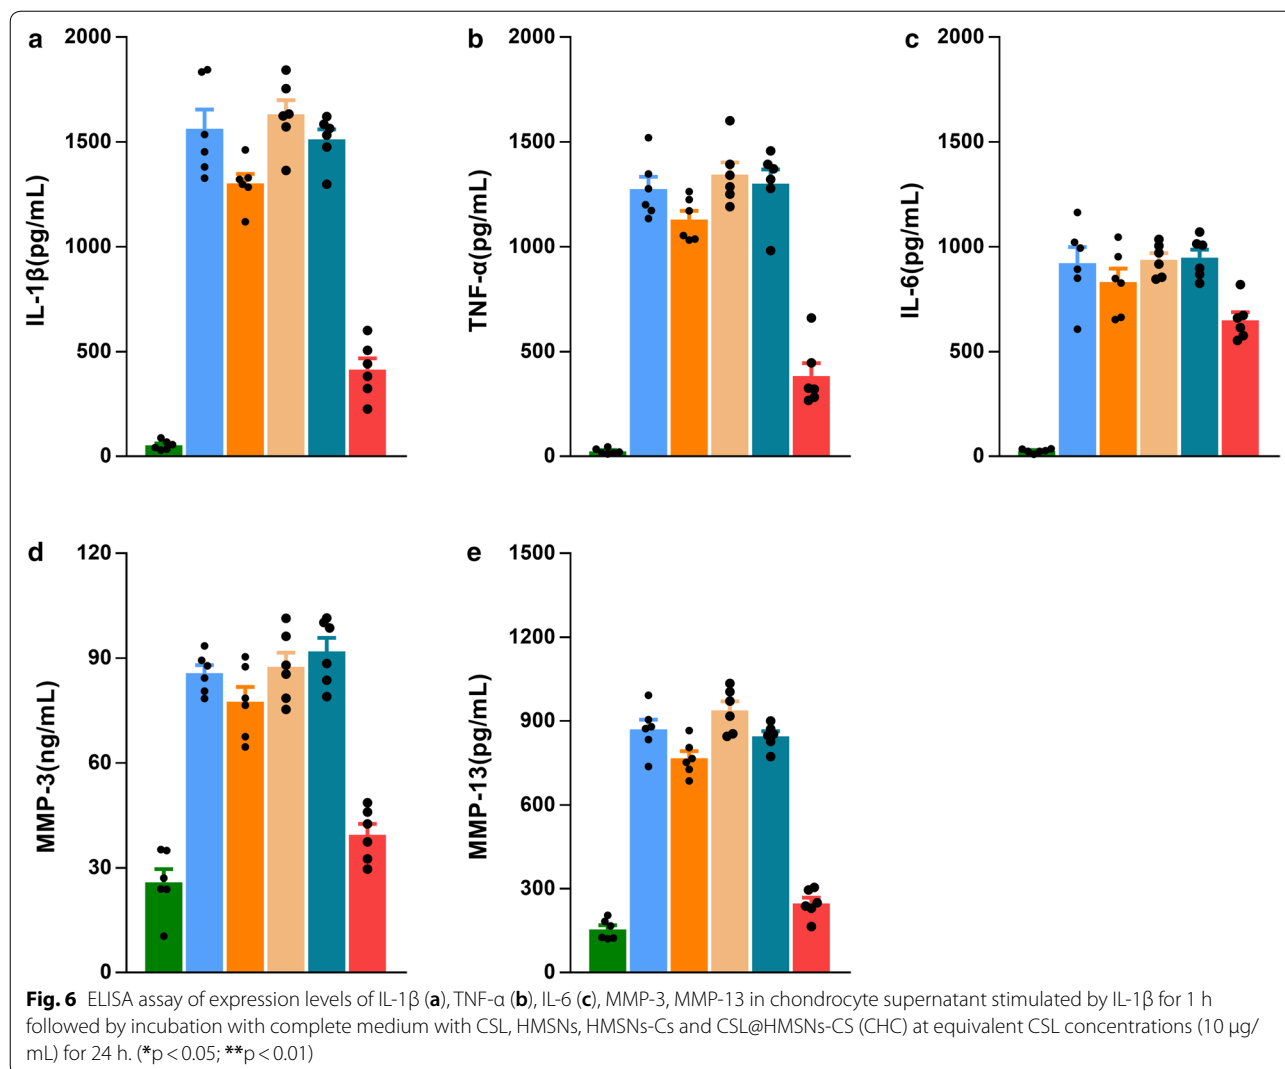 a
2000
1500
1000
500
0
IL-1β(pg/mL)
b
2000
1500
1000
500
0
TNF-α(pg/mL)
c
2000
1500
1000
500
0
IL-6(pg/mL)
d
120
90
60
30
0
MMP-3(ng/mL)
e
1500
1200
900
600
300
0
MMP-13(pg/mL)
Fig. 6 ELISA assay of expression levels of IL-1β (a), TNF-α (b), IL-6 (c), MMP-3, MMP-13 in chondrocyte supernatant stimulated by IL-1β for 1 h
followed by incubation with complete medium with CSL, HMSNs, HMSNs-Cs and CSL@HMSNs-CS (CHC) at equivalent CSL concentrations (10 μg/
mL) for 24 h. (*p < 0.05; **p < 0.01)